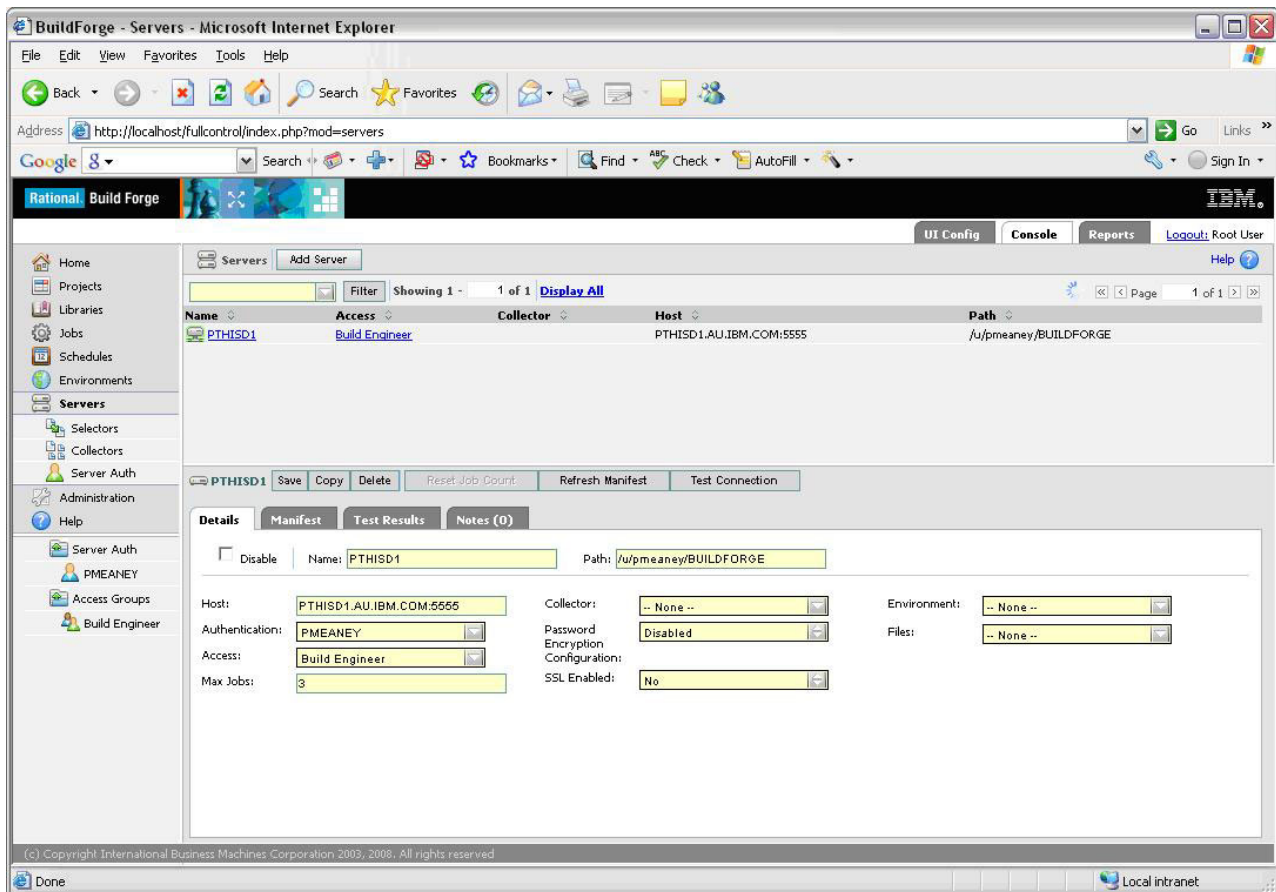 BuildForge - Servers - Microsoft Internet Explorer
File Edit View Favorites Tools Help
Back Search Favorites
Address http://localhost/fullcontrol/index.php?mod=servers Go Links »
Google Search Bookmarks Find ABC Check AutoFill Sign In
Rational. Build Forge IBM.
UI Config Console Reports Logout: Root User
Home
Projects
Libraries
Jobs
Schedules
Environments
Servers
Selectors
Collectors
Server Auth
Administration
Help
Server Auth
PMEANEY
Access Groups
Build Engineer
Servers Add Server Help
Filter Showing 1 - 1 of 1 Display All Page 1 of 1
Name Access Collector Host Path
PTHISD1 Build Engineer PTHISD1.AU.IBM.COM:5555 /u/pmeaney/BUILDFORGE
PTHISD1 Save Copy Delete Reset Job Count Refresh Manifest Test Connection
Details Manifest Test Results Notes (0)
Disable Name: PTHISD1 Path: /u/pmeaney/BUILDFORGE
Host: PTHISD1.AU.IBM.COM:5555 Collector: -- None -- Environment: -- None --
Authentication: PMEANEY Password Encryption Configuration: Disabled Files: -- None --
Access: Build Engineer
Max Jobs: 3 SSL Enabled: No
(c) Copyright International Business Machines Corporation 2003, 2008. All rights reserved
Done Local intranet